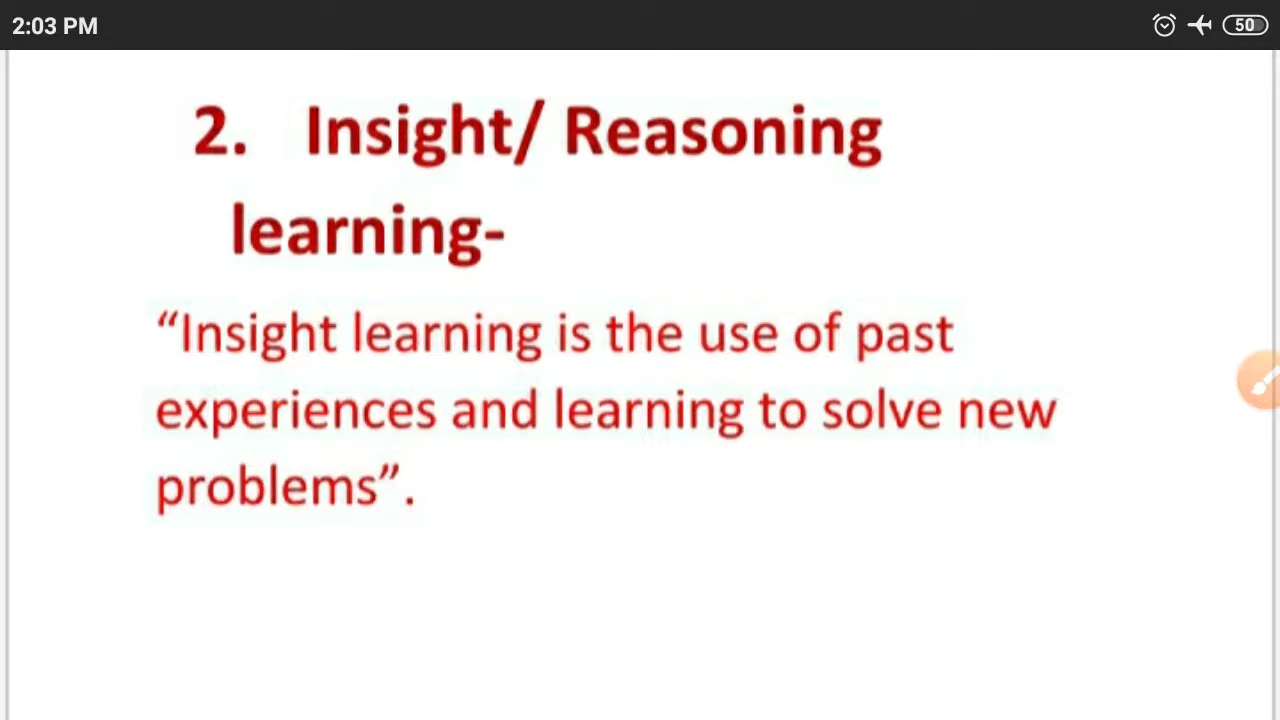 2:03 PM
50
2. Insight/ Reasoning
learning-
“Insight learning is the use of past
experiences and learning to solve new
problems”.